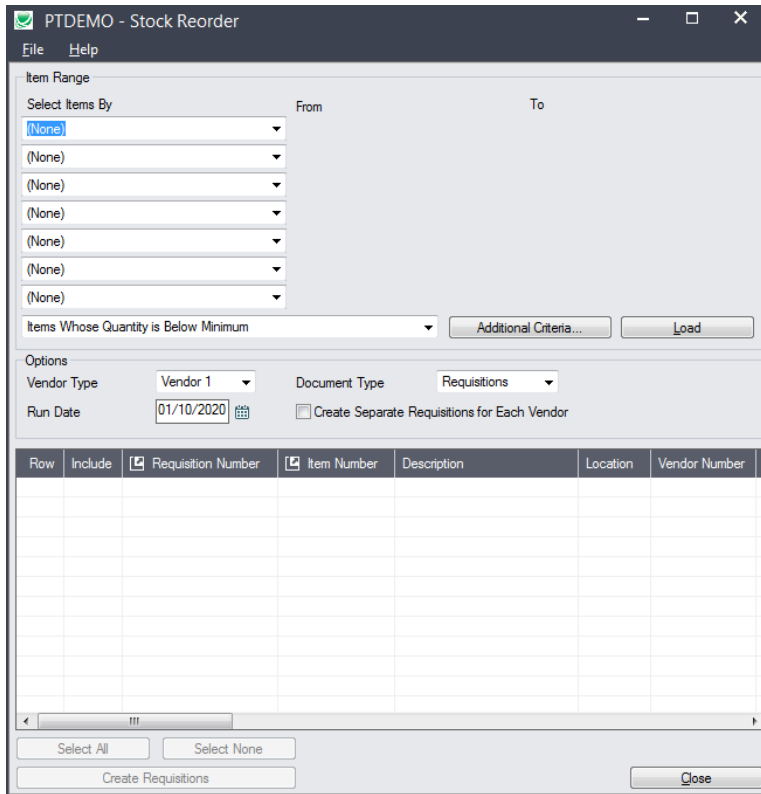 PTDEMO - Stock Reorder
File Help
Item Range
Select Items By From To
(None)
(None)
(None)
(None)
(None)
(None)
(None)
Items Whose Quantity is Below Minimum Additional Criteria... Load
Options
Vendor Type Vendor 1 Document Type Requisitions
Run Date 01/10/2020 Create Separate Requisitions for Each Vendor
Row Include Requisition Number Item Number Description Location Vendor Number
Select All Select None
Create Requisitions Close